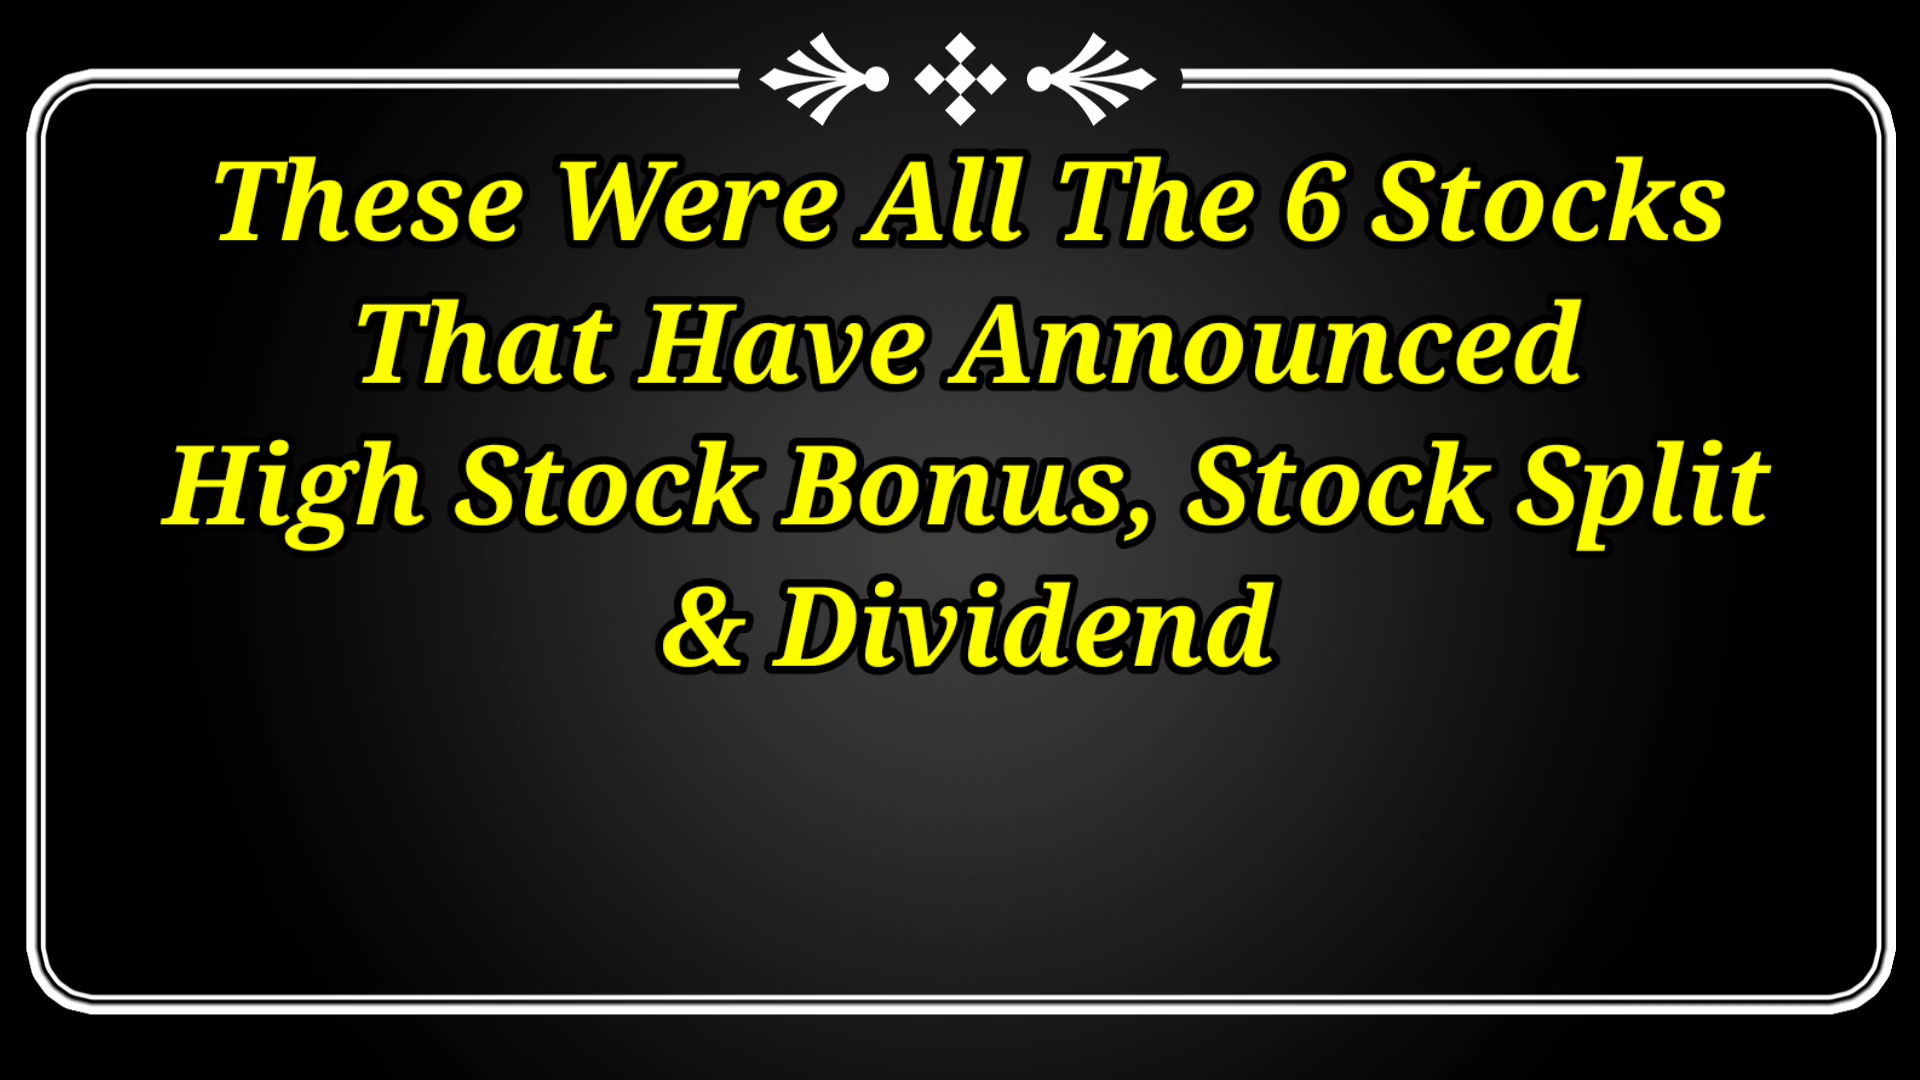 These Were All The 6 Stocks
That Have Announced
High Stock Bonus, Stock Split
& Dividend